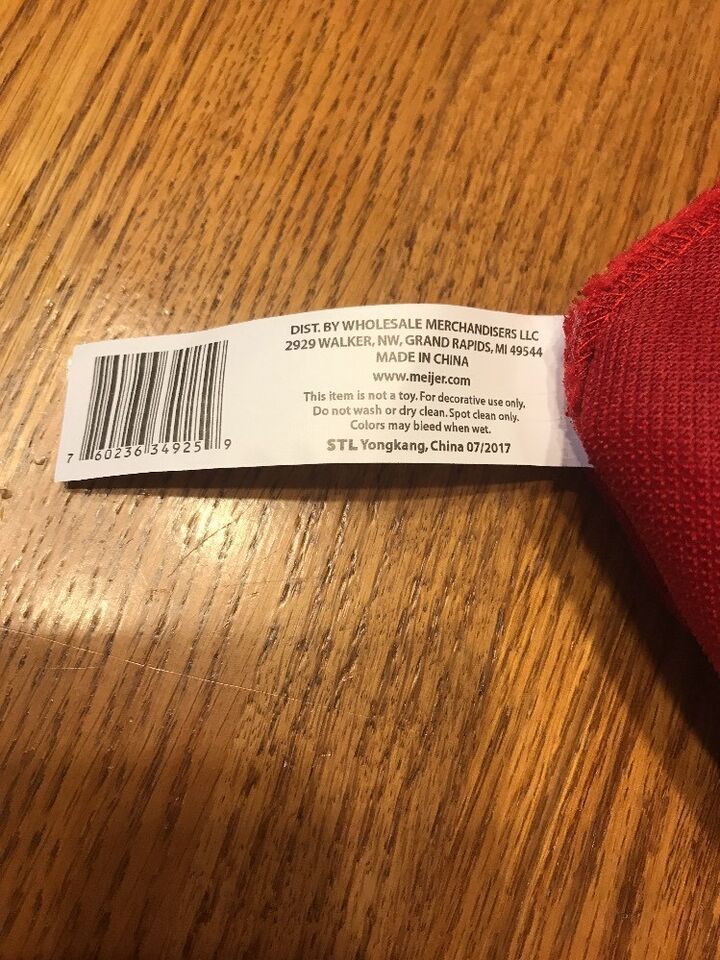 DIST. BY WHOLESALE MERCHANDISERS LLC
2929 WALKER, NW, GRAND RAPIDS, MI 49544
MADE IN CHINA
www.meijer.com
This item is not a toy. For decorative use only.
Do not wash or dry clean. Spot clean only.
Colors may bleed when wet.
STL Yongkang, China 07/2017
7 60236 34925 9